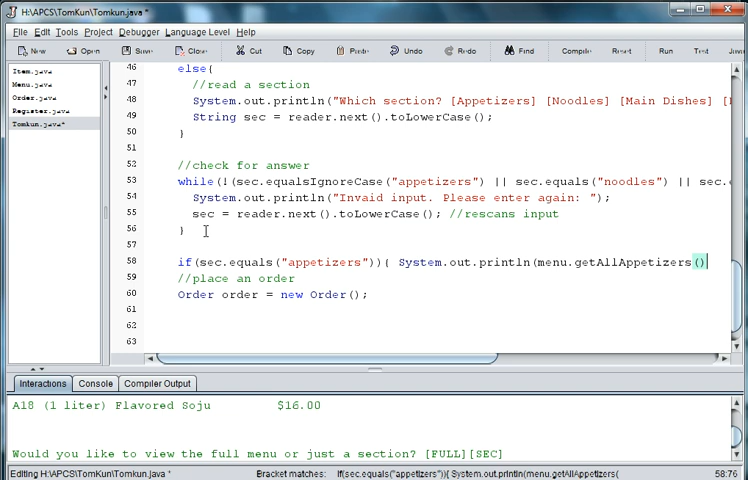 H:\APCS\TomKun\Tomkun.java *
File Edit Tools Project Debugger Language Level Help
New Open Save Close Cut Copy Paste Undo Redo Find Compile Reset Run Test
Item.java
Menu.java
Order.java
Register.java
Tomkun.java*
46 else{
47 //read a section
48 System.out.println("Which section? [Appetizers] [Noodles] [Main Dishes] [
49 String sec = reader.next().toLowerCase();
50 }
51
52 //check for answer
53 while(!(sec.equalsIgnoreCase("appetizers") || sec.equals("noodles") || sec.
54 System.out.println("Invaid input. Please enter again: ");
55 sec = reader.next().toLowerCase(); //rescans input
56 }
57
58 if(sec.equals("appetizers")){ System.out.println(menu.getAllAppetizers()
59 //place an order
60 Order order = new Order();
61
62
63
Interactions Console Compiler Output
A18 (1 liter) Flavored Soju $16.00
Would you like to view the full menu or just a section? [FULL][SEC]
Editing H:\APCS\TomKun\Tomkun.java * Bracket matches: if(sec.equals("appetizers")){ System.out.println(menu.getAllAppetizers( 58:76